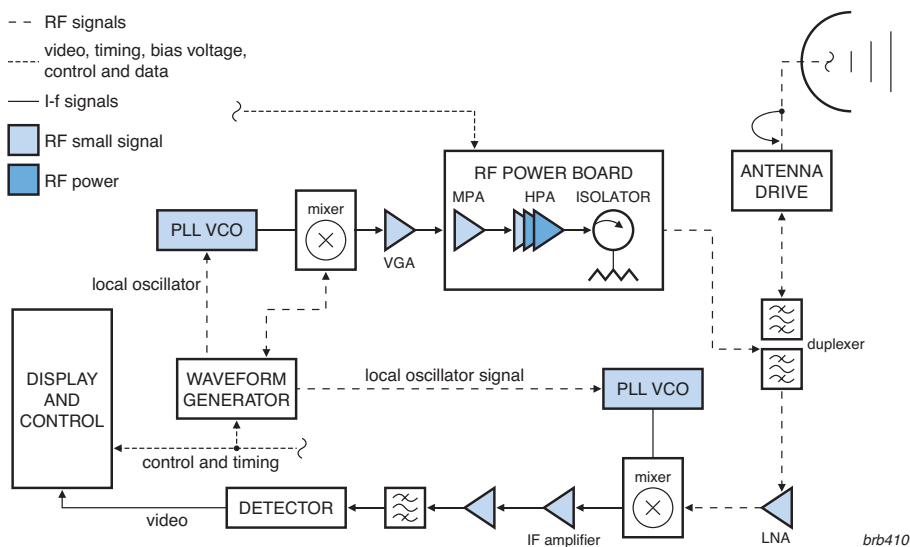 RF signals
video, timing, bias voltage,
control and data
I-f signals
RF small signal
RF power
RF POWER BOARD
MPA
HPA
ISOLATOR
ANTENNA
DRIVE
mixer
PLL VCO
VGA
local oscillator
duplexer
DISPLAY
AND
CONTROL
WAVEFORM
GENERATOR
local oscillator signal
PLL VCO
control and timing
mixer
DETECTOR
video
IF amplifier
LNA
brb410